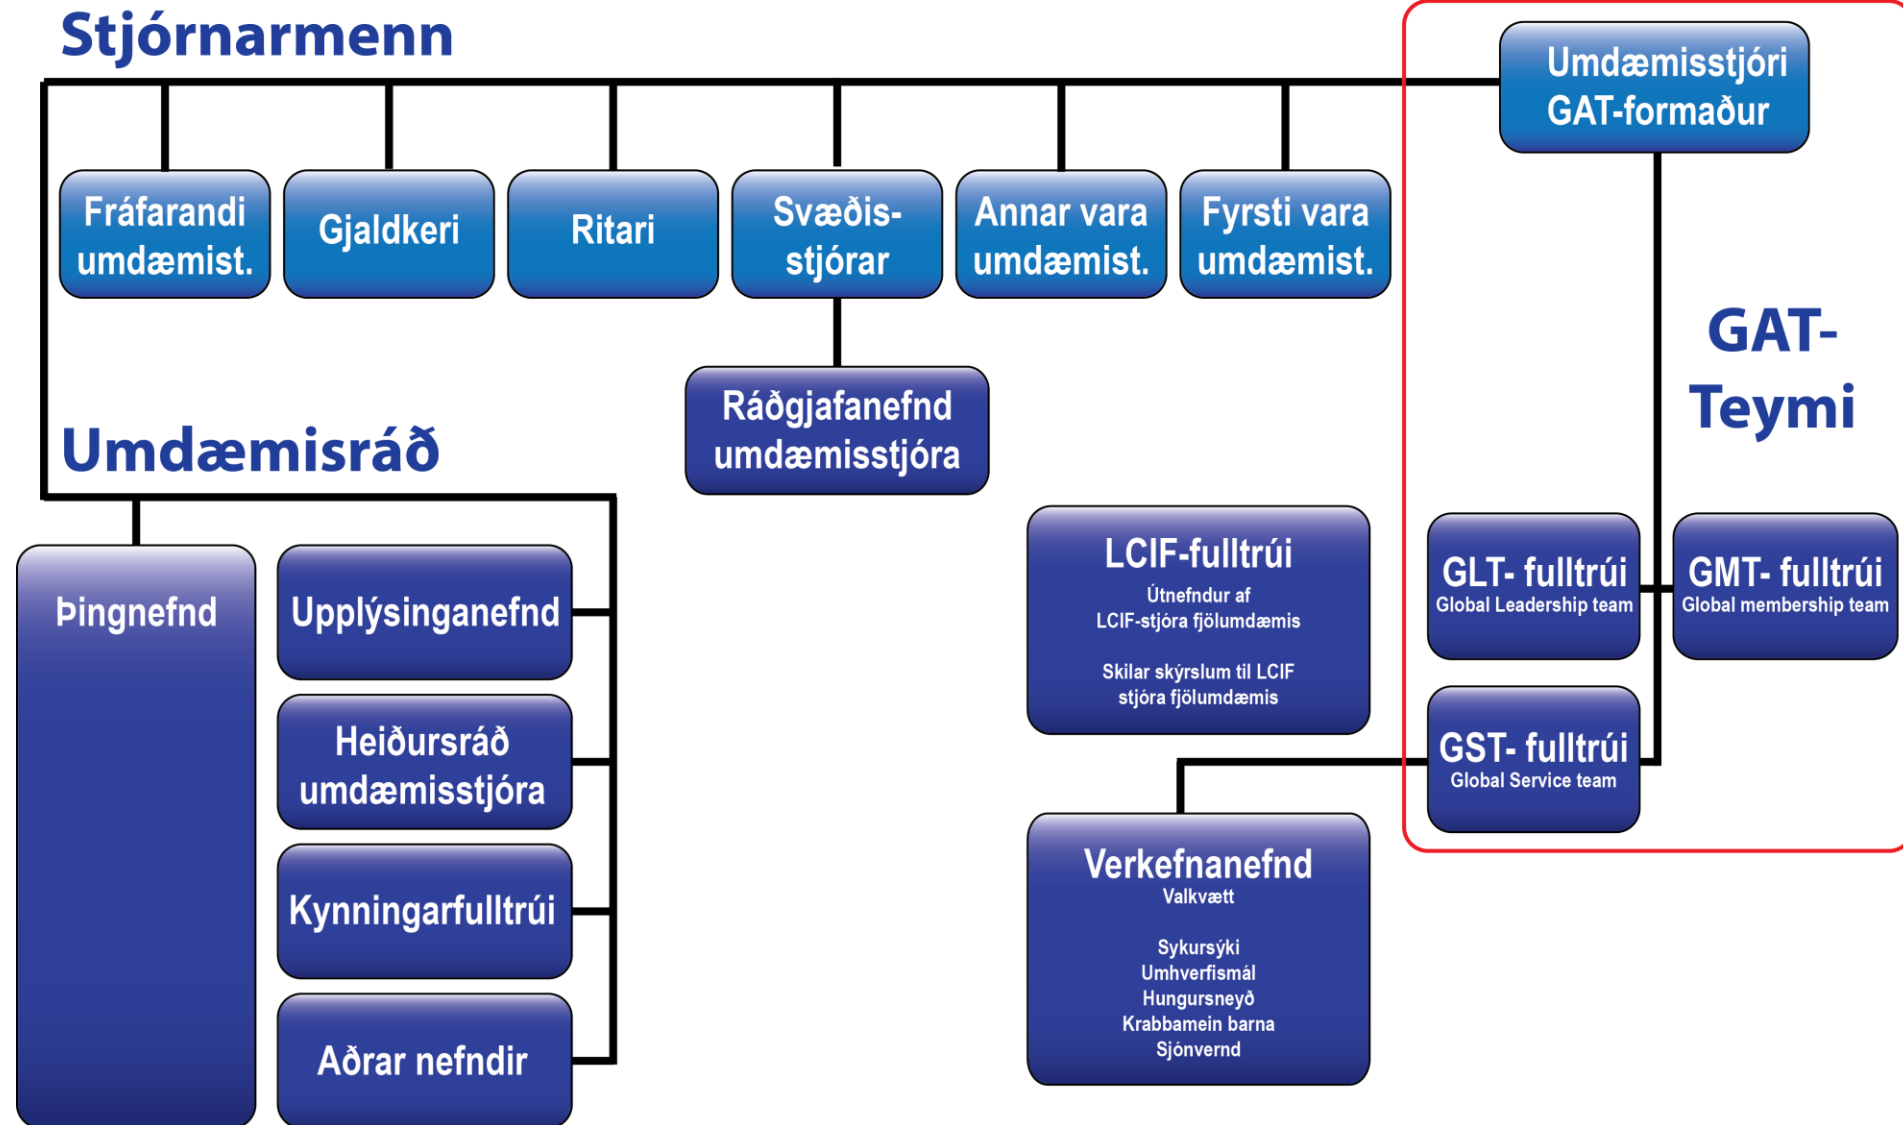 Stjórnarmenn
Umdæmisstjóri
GAT-formaður
Fráfarandi
umdæmist.
Gjaldkeri
Ritari
Svæðis-
stjórar
Annar vara
umdæmist.
Fyrsti vara
umdæmist.
GAT-
Teymi
Ráðgjafanefnd
umdæmisstjóra
Umdæmisráð
Þingnefnd
Upplýsinganefnd
Heiðursráð
umdæmisstjóra
Kynningarfulltrúi
Aðrar nefndir
LCIF-fulltrúi
Útnefndur af
LCIF-stjóra fjölumdæmis
Skilar skýrslum til LCIF
stjóra fjölumdæmis
GLT- fulltrúi
Global Leadership team
GMT- fulltrúi
Global membership team
GST- fulltrúi
Global Service team
Verkefnanefnd
Valkvætt
Sykursýki
Umhverfismál
Hungursneyð
Krabbamein barna
Sjónvernd